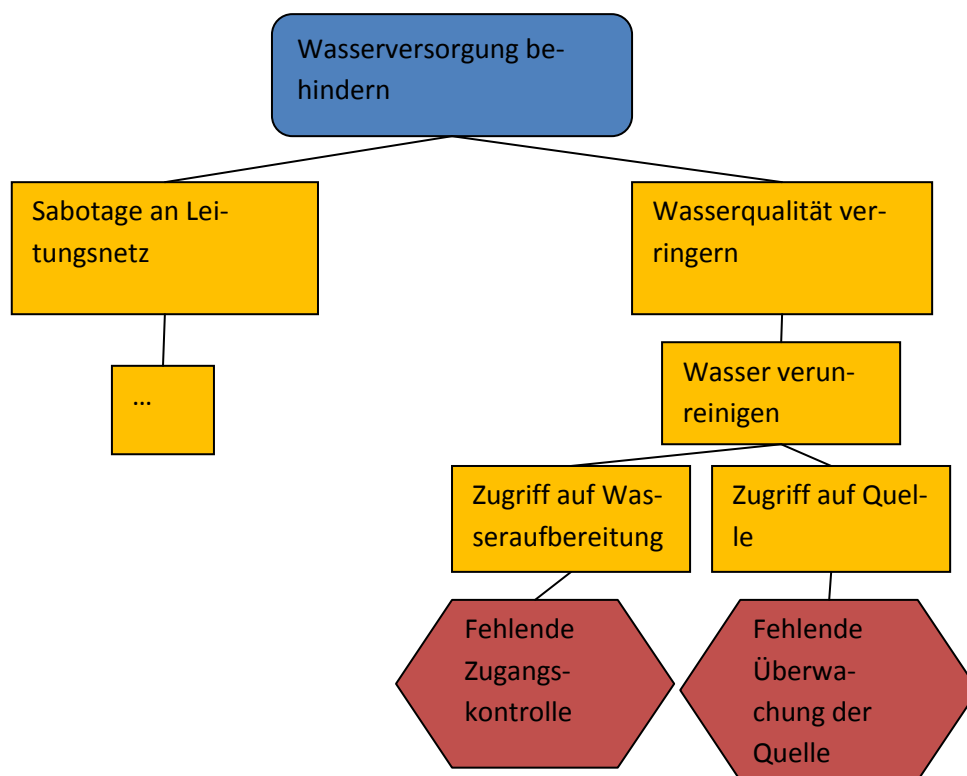 Wasserversorgung be-
hindern
Sabotage an Lei-
tungsnetz
Wasserqualität ver-
ringern
...
Wasser verun-
reinigen
Zugriff auf Was-
seraufbereitung
Zugriff auf Quel-
le
Fehlende
Zugangs-
kontrolle
Fehlende
Überwa-
chung der
Quelle